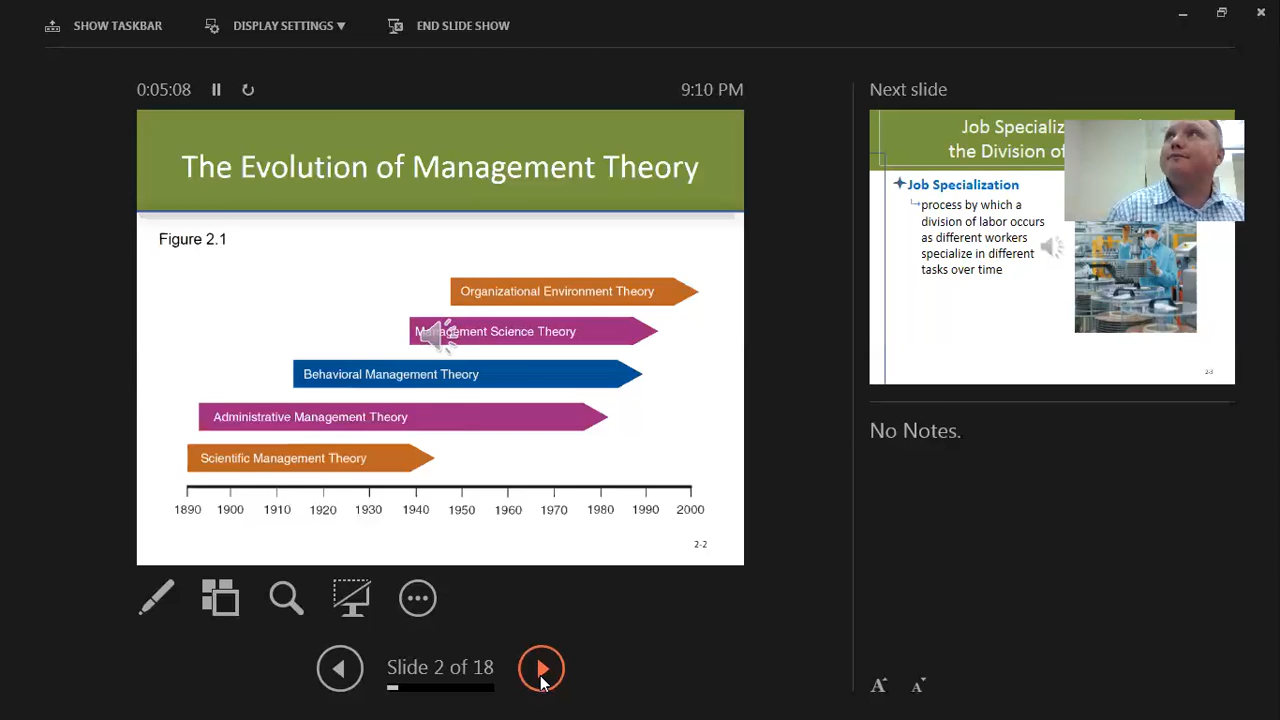 SHOW TASKBAR
DISPLAY SETTINGS ▼
END SLIDE SHOW
0:05:08
9:10 PM
The Evolution of Management Theory
Figure 2.1
Organizational Environment Theory
Management Science Theory
Behavioral Management Theory
Administrative Management Theory
Scientific Management Theory
1890 1900 1910 1920 1930 1940 1950 1960 1970 1980 1990 2000
2-2
Slide 2 of 18
Next slide
Job
the Division of
Job Specialization
process by which a
division of labor occurs
as different workers
specialize in different
tasks over time
2-3
No Notes.
A A